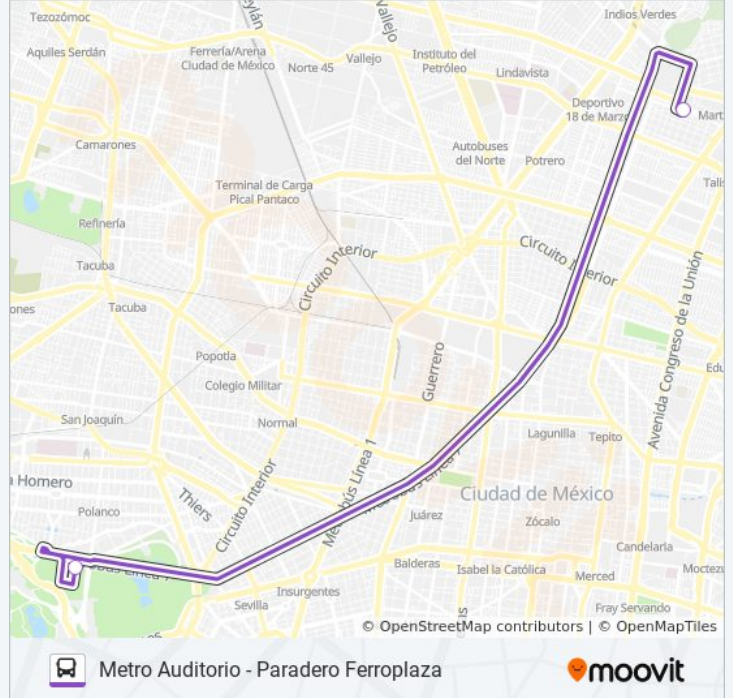 Tezozómoc
Vallejo
Indios Verdes
Aquiles Serdán
Ferrería/Arena
Ciudad de México
Norte 45
Vallejo
Instituto del
Petróleo
Lindavista
Deportivo
18 de Marzo
Camarones
Autobuses
del Norte
Potrero
Terminal de Carga
Pical Pantaco
Refinería
Circuito Interior
Circuito Interior
Tacuba
Tacuba
Avenida Congreso de la Unión
Popotla
Guerrero
Colegio Militar
San Joaquín
Normal
Lagunilla
Tepito
Homero
Thiers
Circuito Interior
Ciudad de México
Polanco
Juárez
Zócalo
Candelaria
Balderas
Isabel la Católica
Merced
Sevilla
Insurgentes
Fray Servando
© OpenStreetMap contributors | © OpenMapTiles
Metro Auditorio - Paradero Ferroplaza
moovit